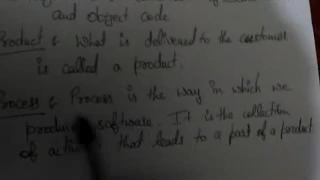 and object code.
Product : What is delivered to the customer
is called a product.
Process : Process is the way in which we
produce software. It is the collection
of that leads to a part of a product